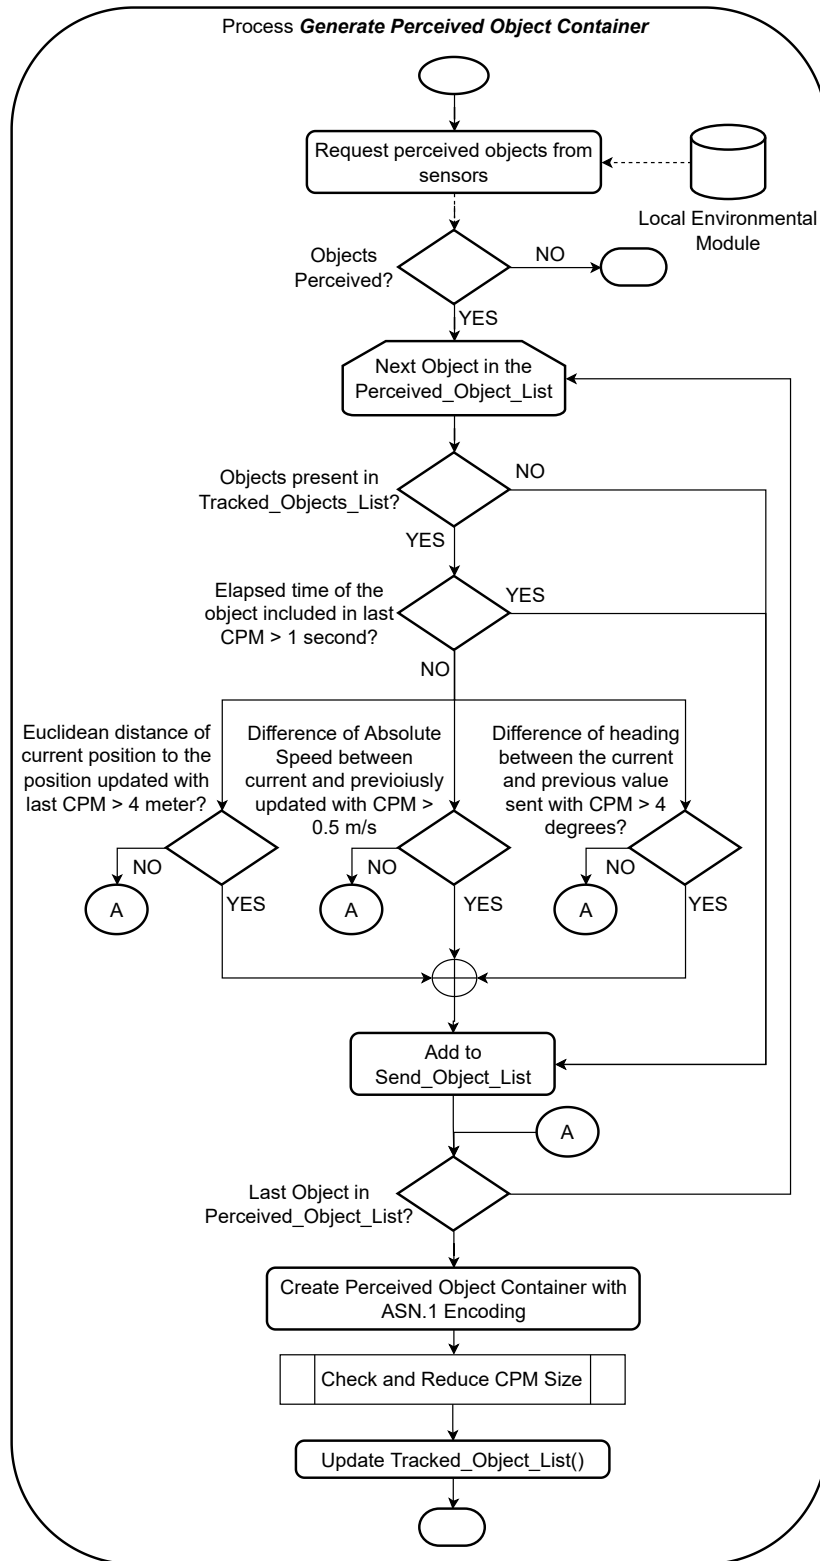 Process Generate Perceived Object Container
Request perceived objects from
sensors
Local Environmental
Module
Objects
Perceived?
NO
YES
Next Object in the
Perceived_Object_List
Objects present in
Tracked_Objects_List?
NO
YES
Elapsed time of the
object included in last
CPM > 1 second?
YES
NO
Euclidean distance of
current position to the
position updated with
last CPM > 4 meter?
Difference of Absolute
Speed between
current and previoiusly
updated with CPM >
0.5 m/s
Difference of heading
between the current
and previous value
sent with CPM > 4
degrees?
NO
A
YES
NO
A
YES
NO
A
YES
Add to
Send_Object_List
A
Last Object in
Perceived_Object_List?
Create Perceived Object Container with
ASN.1 Encoding
Check and Reduce CPM Size
Update Tracked_Object_List()